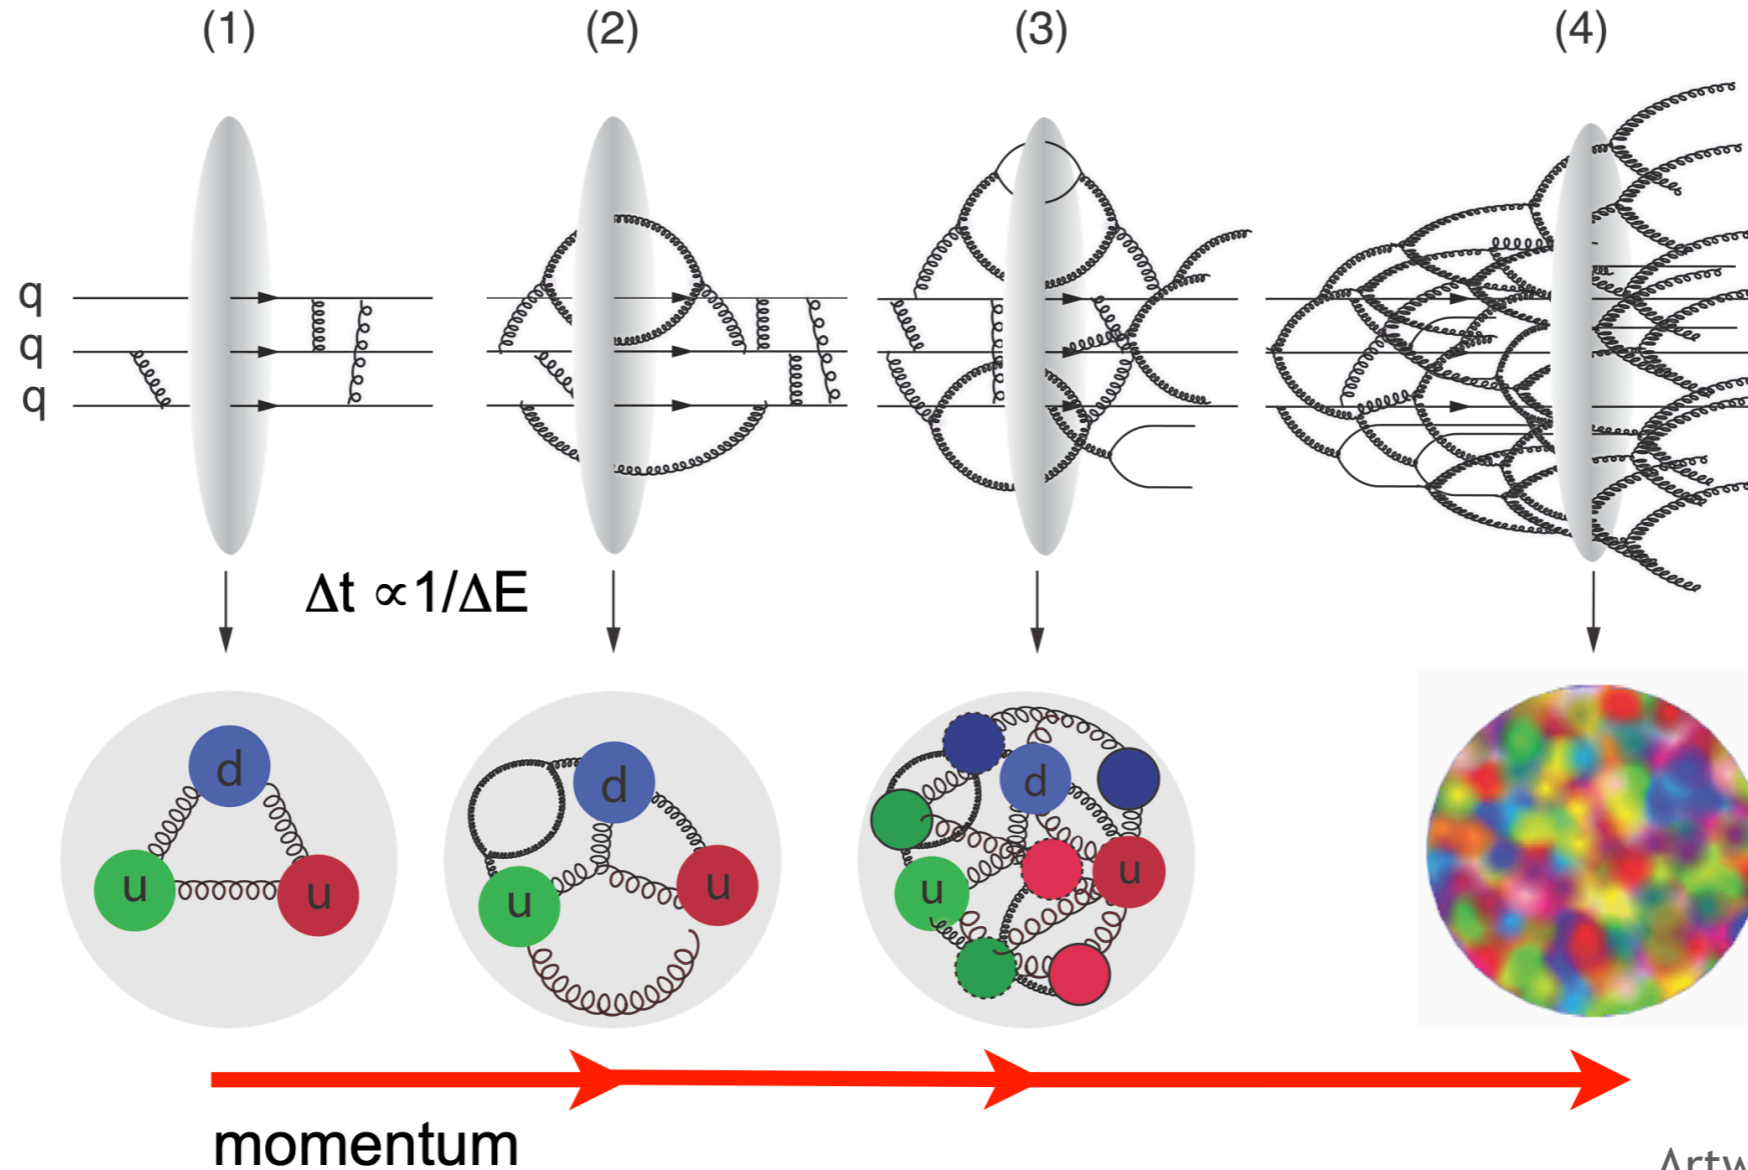 (1) (2) (3) (4)
q
q
q
Δt ∝1/ΔE
d
u u
d
u u
d
u u
momentum